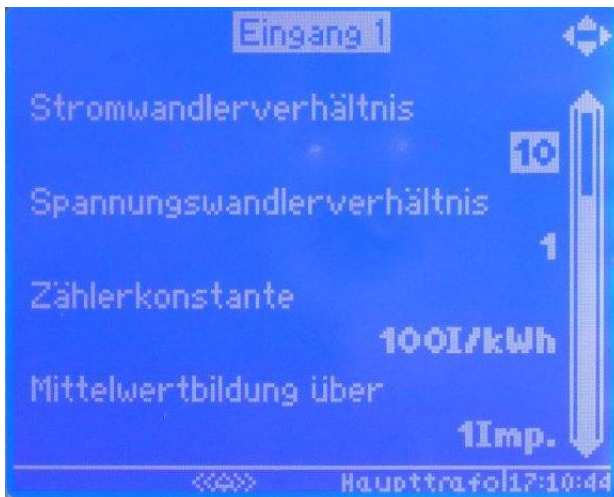 Eingang 1
Stromwandlerverhältnis
10
Spannungswandlerverhältnis
1
Zählerkonstante
100I/kWh
Mittelwertbildung über
1Imp.
Haupttrafo 17:10:44